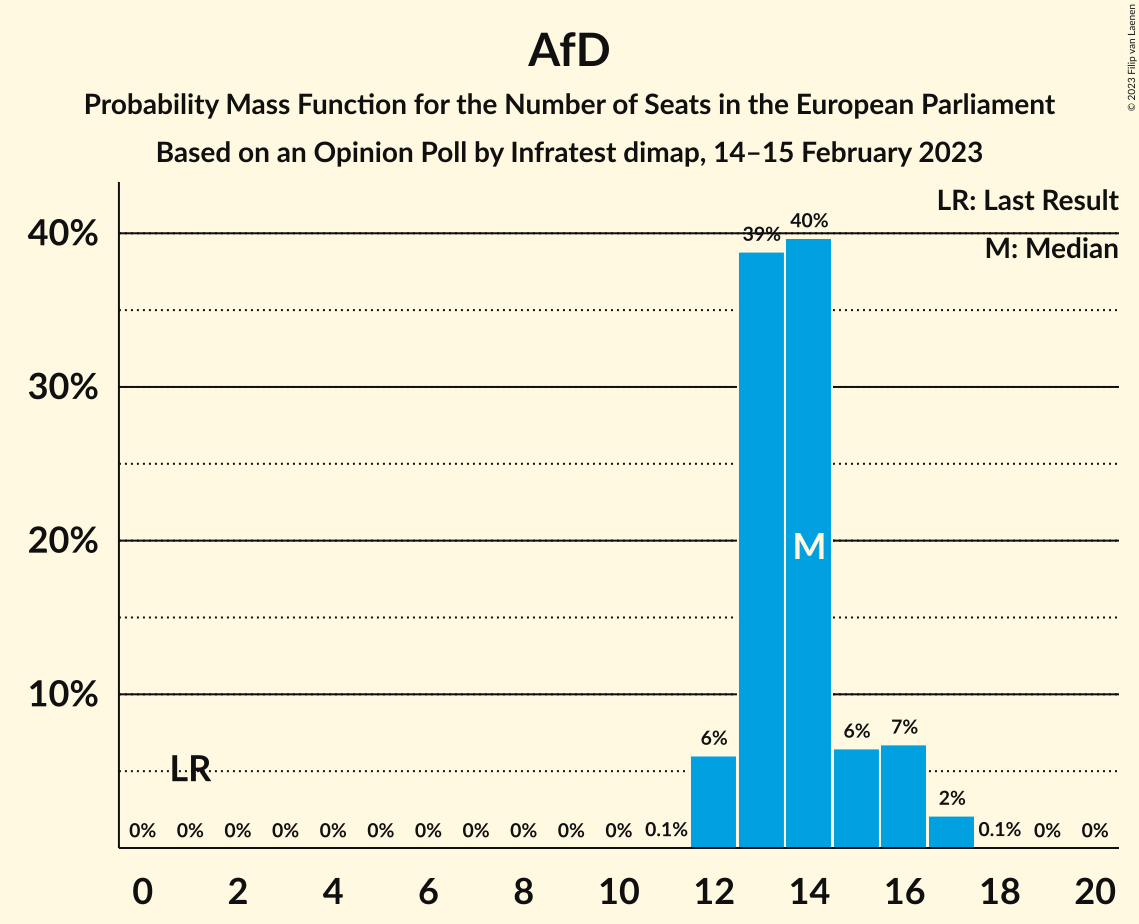 AfD
Probability Mass Function for the Number of Seats in the European Parliament
Based on an Opinion Poll by Infratest dimap, 14–15 February 2023
© 2023 Filip van Laenen
LR: Last Result
M: Median
40%
30%
20%
10%
39%
40%
M
LR
6%
6%
7%
2%
0% 0% 0% 0% 0% 0% 0% 0% 0% 0% 0% 0.1% 0.1% 0% 0%
0 2 4 6 8 10 12 14 16 18 20